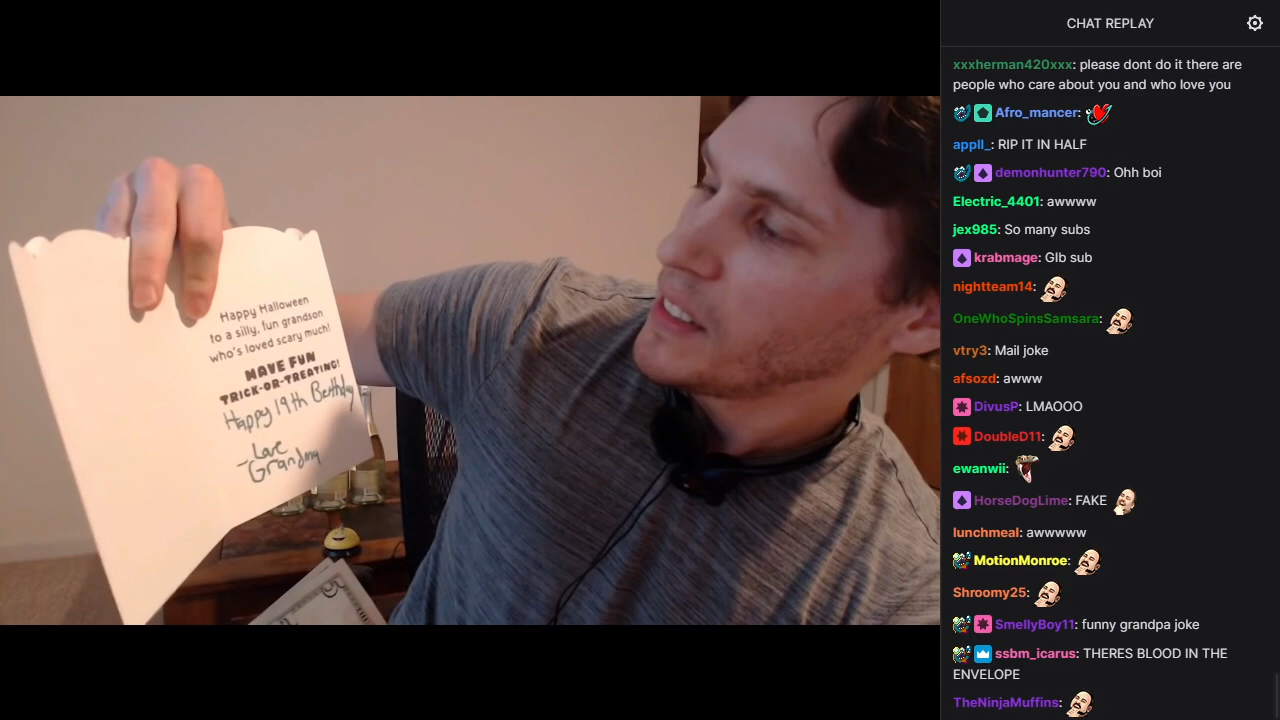 Happy Halloween
to a silly, fun grandson
who's loved scary much!
HAVE FUN
TRICK-OR-TREATING!
Happy 19th Birthday
-Love
Grandma
CHAT REPLAY
xxxherman420xxx: please dont do it there are
people who care about you and who love you
Afro_mancer:
appll_: RIP IT IN HALF
demonhunter790: Ohh boi
Electric_4401: awwww
jex985: So many subs
krabmage: Glb sub
nightteam14:
OneWhoSpinsSamsara:
vtry3: Mail joke
afsozd: awww
DivusP: LMAOOO
DoubleD11:
ewanwii:
HorseDogLime: FAKE
lunchmeal: awwwww
MotionMonroe:
Shroomy25:
SmellyBoy11: funny grandpa joke
ssbm_icarus: THERES BLOOD IN THE
ENVELOPE
TheNinjaMuffins: